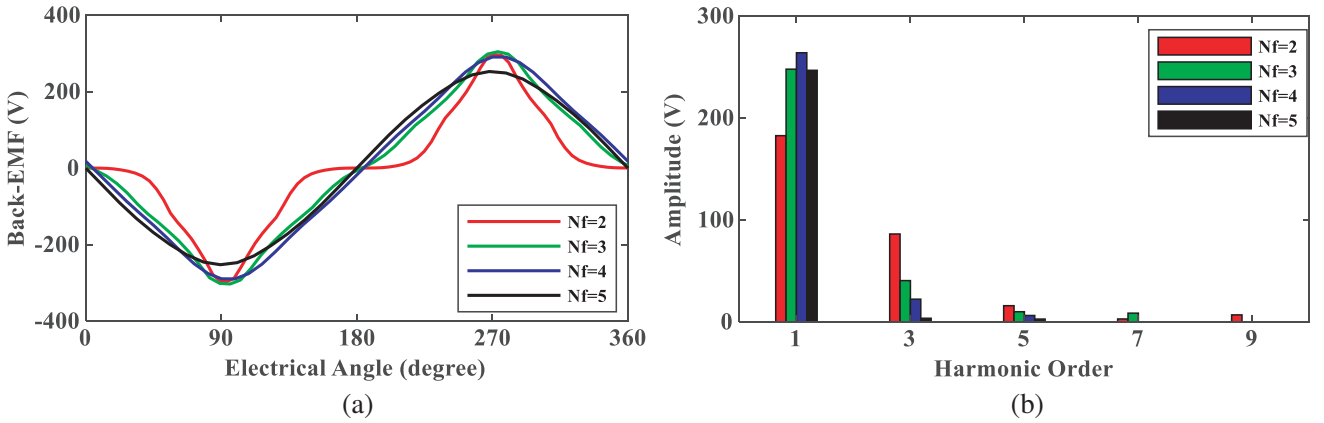 400
200
0
-200
-400
Back-EMF (V)
Nf=2
Nf=3
Nf=4
Nf=5
0 90 180 270 360
Electrical Angle (degree)
(a)
300
200
100
0
Amplitude (V)
Nf=2
Nf=3
Nf=4
Nf=5
1 3 5 7 9
Harmonic Order
(b)